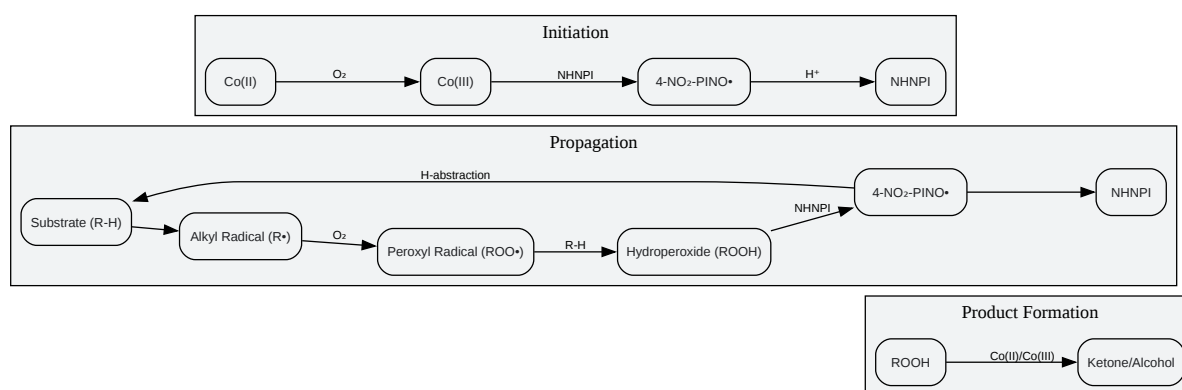 Initiation
Co(II)
O₂
Co(III)
NHNPI
4-NO₂-PINO•
H⁺
NHNPI
Propagation
H-abstraction
Substrate (R-H)
Alkyl Radical (R•)
O₂
Peroxyl Radical (ROO•)
R-H
Hydroperoxide (ROOH)
NHNPI
4-NO₂-PINO•
NHNPI
Product Formation
ROOH
Co(II)/Co(III)
Ketone/Alcohol